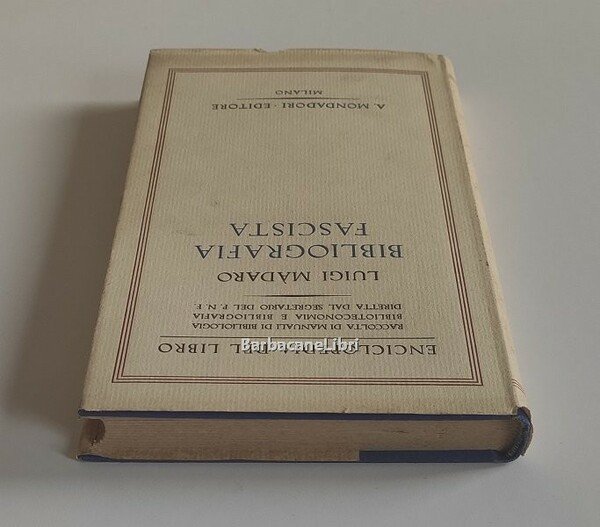 ENCICLOPEDIA DEL LIBRO
RACCOLTA DI MANUALI DI BIBLIOLOGIA
BIBLIOTECONOMIA E BIBLIOGRAFIA
DIRETTA DAL SEGRETARIO DEL P. N. F.
LUIGI MÀDARO
BIBLIOGRAFIA
FASCISTA
A. MONDADORI · EDITORE
MILANO
BarbacaneLibri